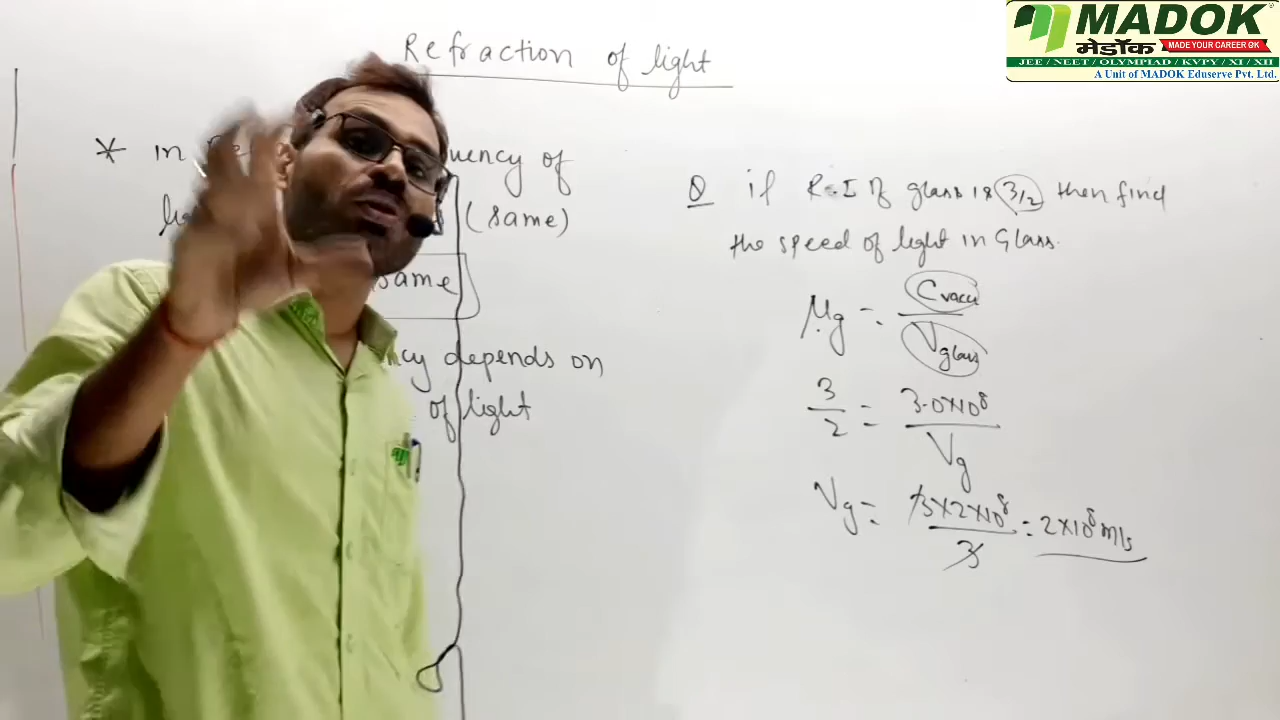 MADOK
मेडॉक
MADE YOUR CAREER OK
JEE / NEET / OLYMPIAD / KVPY / XI / XII
A Unit of MADOK Eduserve Pvt. Ltd.
Refraction of light
* in
uency of
(same)
same
ncy depends on
of light
Q if R.I of glass is 3/2 then find
the speed of light in Glass.
μg = Cvacu / Vglass
3/2 = 3.0×10⁸ / Vg
Vg = 3×2×10⁸ / 3 = 2×10⁸ m/s